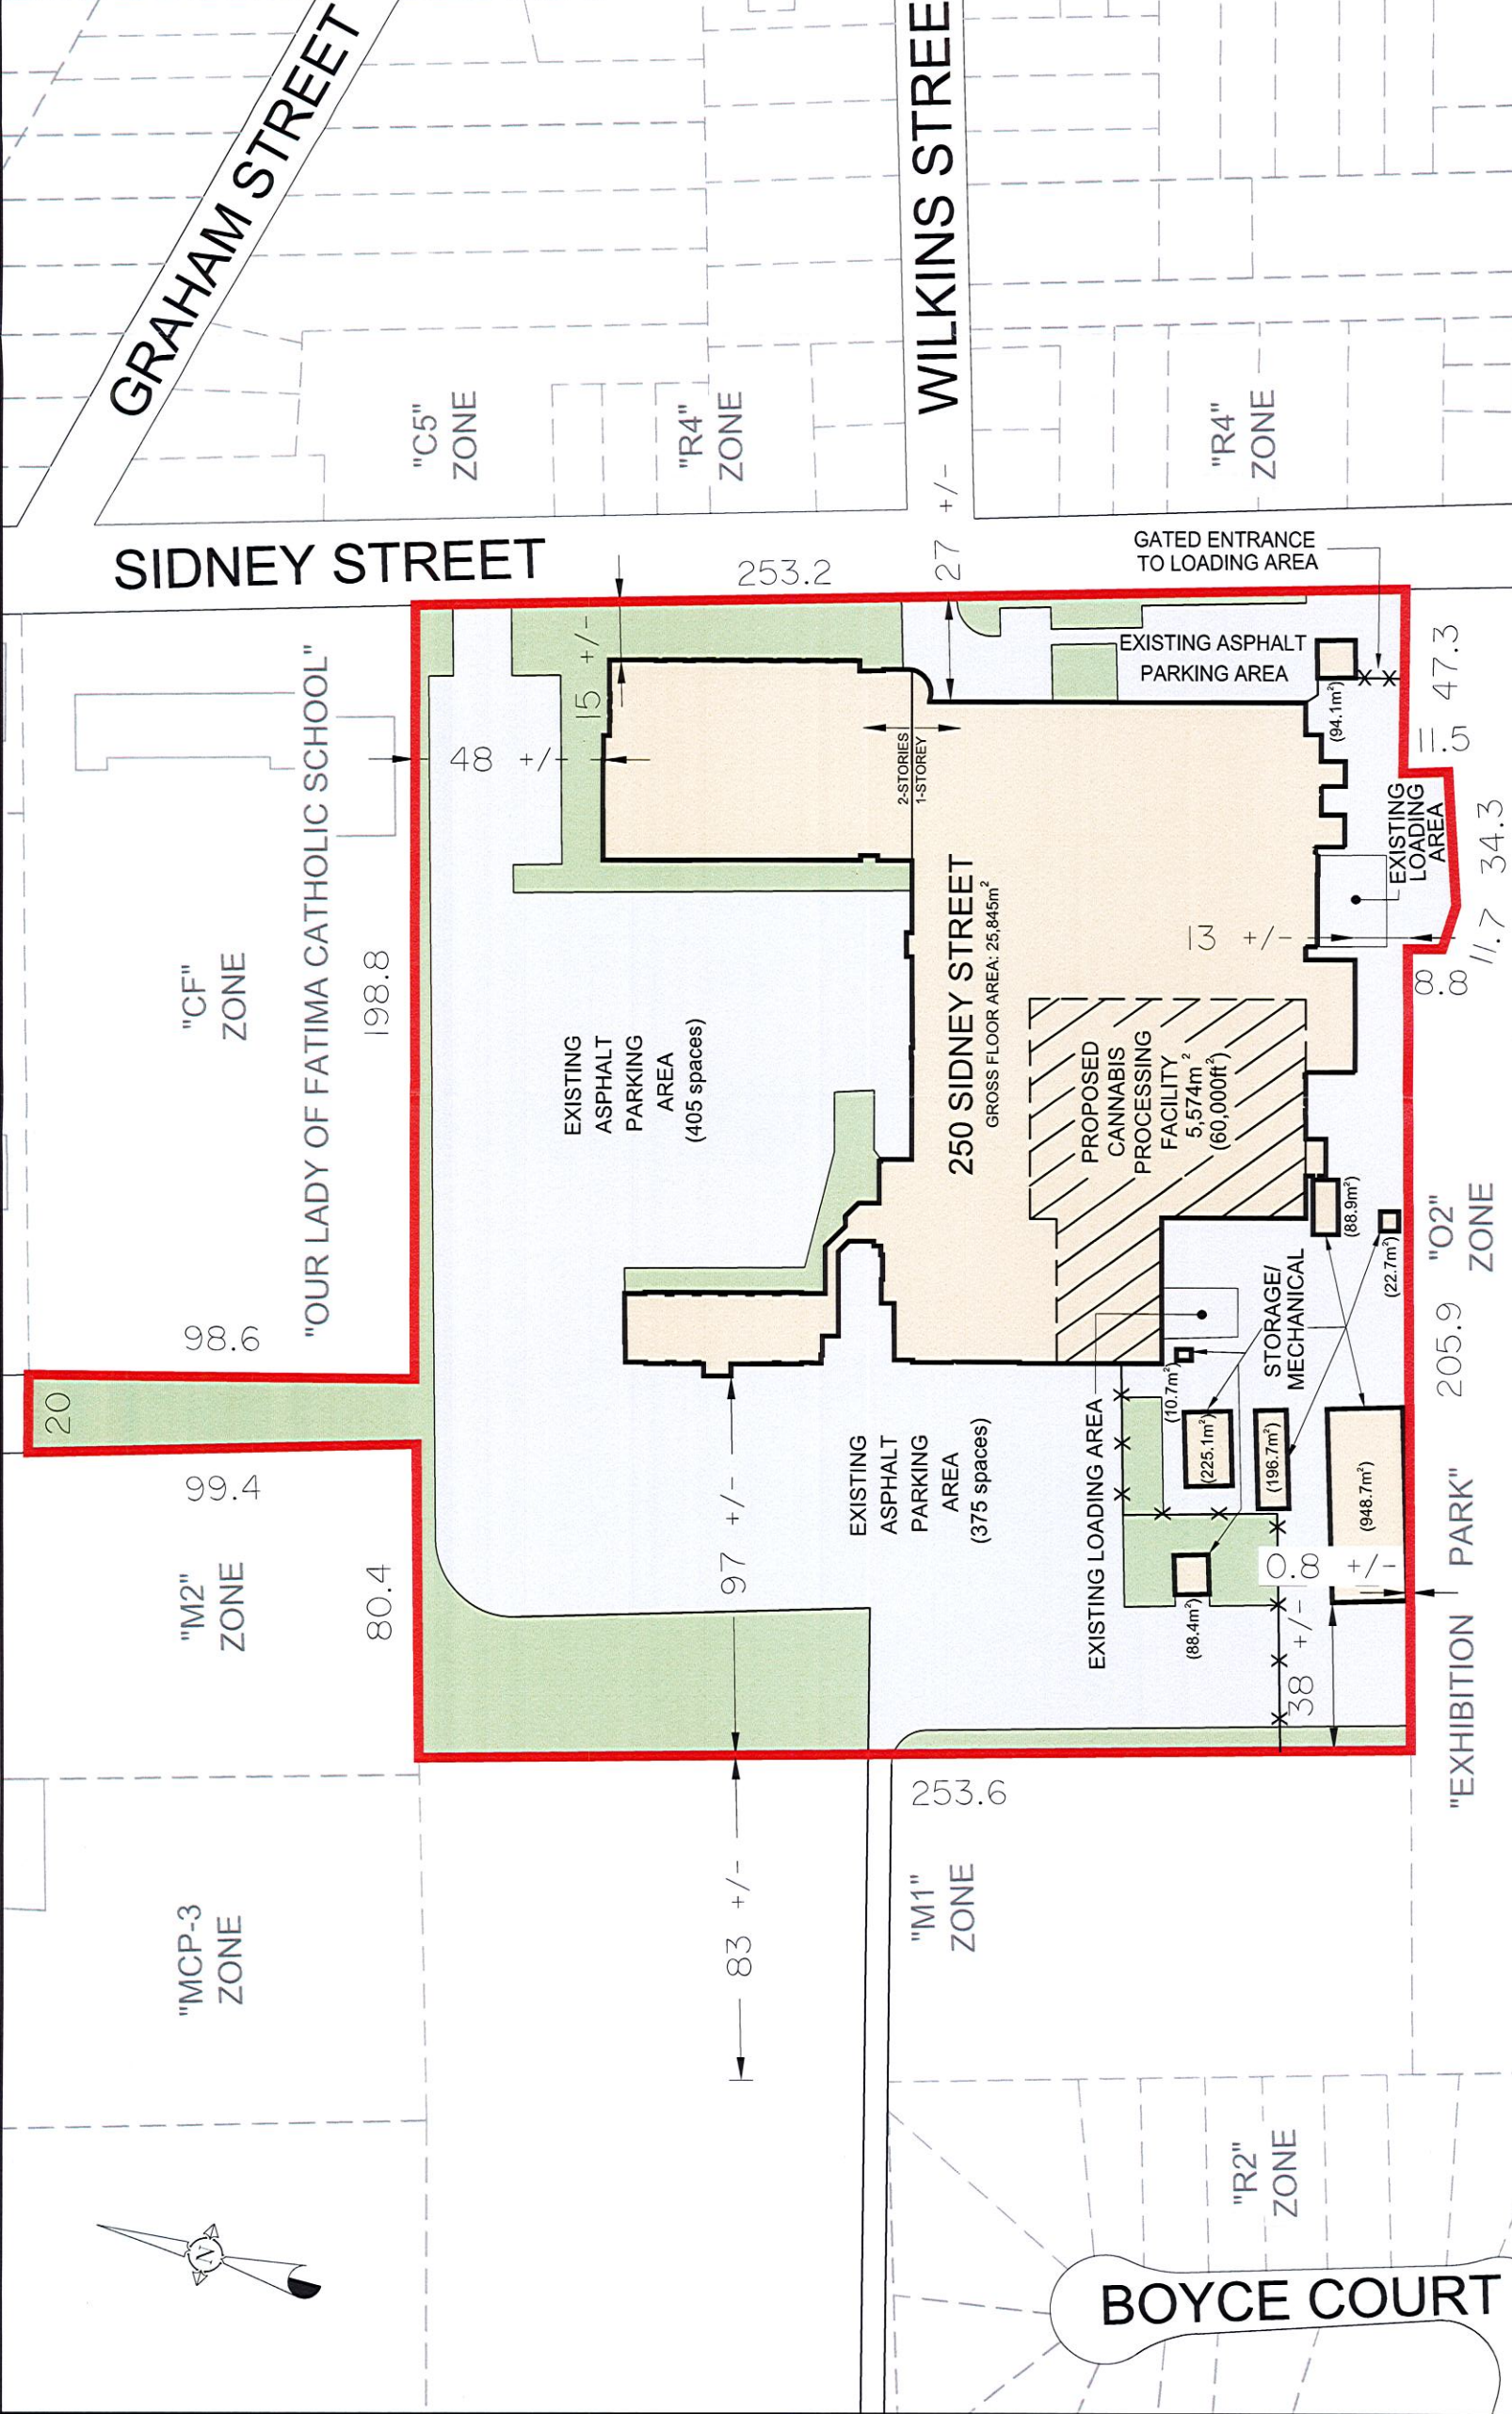 GRAHAM STREET
WILKINS STREE
"C5"
ZONE
"R4"
ZONE
"R4"
ZONE
SIDNEY STREET
253.2
27 +/-
GATED ENTRANCE
TO LOADING AREA
"OUR LADY OF FATIMA CATHOLIC SCHOOL"
15 +/-
48 +/-
EXISTING ASPHALT
PARKING AREA
(94.1m²)
47.3
11.5
2-STORIES
1-STOREY
EXISTING
LOADING
AREA
34.3
11.7
8.8
13 +/-
"CF"
ZONE
198.8
250 SIDNEY STREET
GROSS FLOOR AREA: 25,845m²
EXISTING
ASPHALT
PARKING
AREA
(405 spaces)
PROPOSED
CANNABIS
PROCESSING
FACILITY
5,574m²
(60,000ft²)
(88.9m²)
(22.7m²)
"O2"
ZONE
STORAGE/
MECHANICAL
98.6
20
99.4
205.9
(10.7m²)
(225.1m²)
(196.7m²)
(948.7m²)
(88.4m²)
EXISTING LOADING AREA
EXISTING
ASPHALT
PARKING
AREA
(375 spaces)
97 +/-
0.8 +/-
38 +/-
"EXHIBITION PARK"
"M2"
ZONE
80.4
253.6
"MCP-3
ZONE
83 +/-
"M1"
ZONE
"R2"
ZONE
N
BOYCE COURT